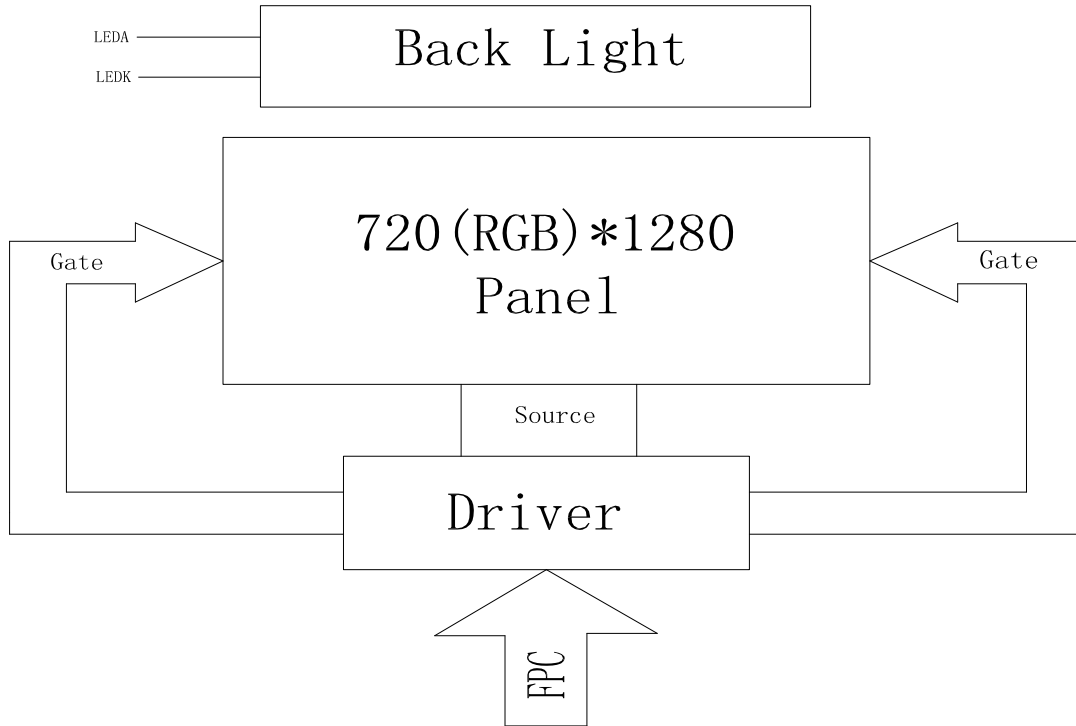 LEDA
Back Light
LEDK
720(RGB)*1280
Gate
Gate
Panel
Source
Driver
FPC